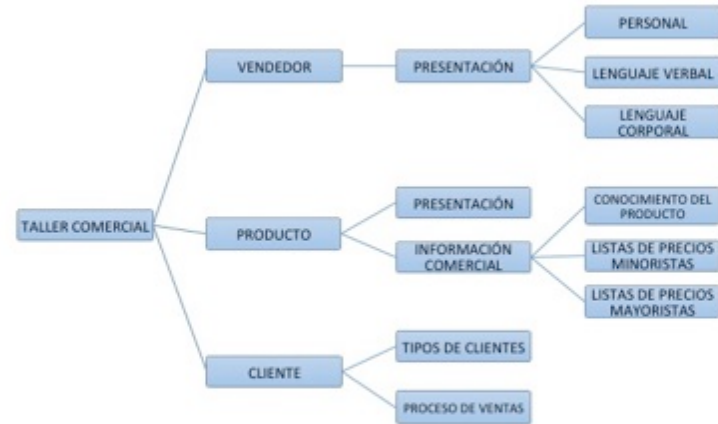 PERSONAL
VENDEDOR
PRESENTACIÓN
LENGUAJE VERBAL
LENGUAJE
CORPORAL
TALLER COMERCIAL
PRODUCTO
PRESENTACIÓN
INFORMACIÓN
COMERCIAL
CONOCIMIENTO DEL
PRODUCTO
LISTAS DE PRECIOS
MINORISTAS
LISTAS DE PRECIOS
MAYORISTAS
CLIENTE
TIPOS DE CLIENTES
PROCESO DE VENTAS